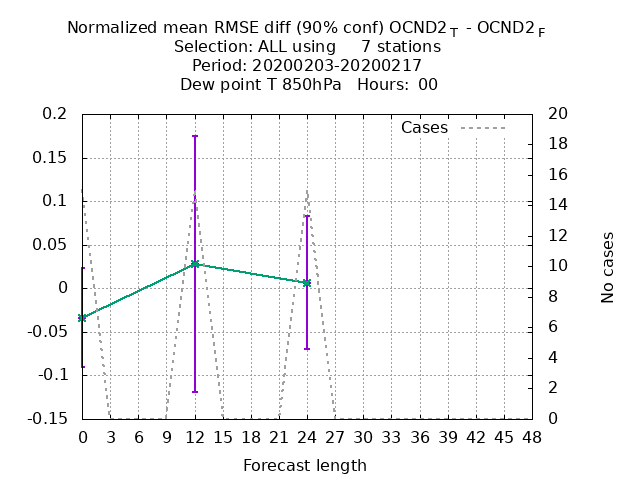 Normalized mean RMSE diff (90% conf) OCND2 T - OCND2 F
Selection: ALL using 7 stations
Period: 20200203-20200217
Dew point T 850hPa Hours: 00
Cases
0.2
0.15
0.1
0.05
0
-0.05
-0.1
-0.15
20
18
16
14
12
10
8
6
4
2
0
No cases
0 3 6 9 12 15 18 21 24 27 30 33 36 39 42 45 48
Forecast length